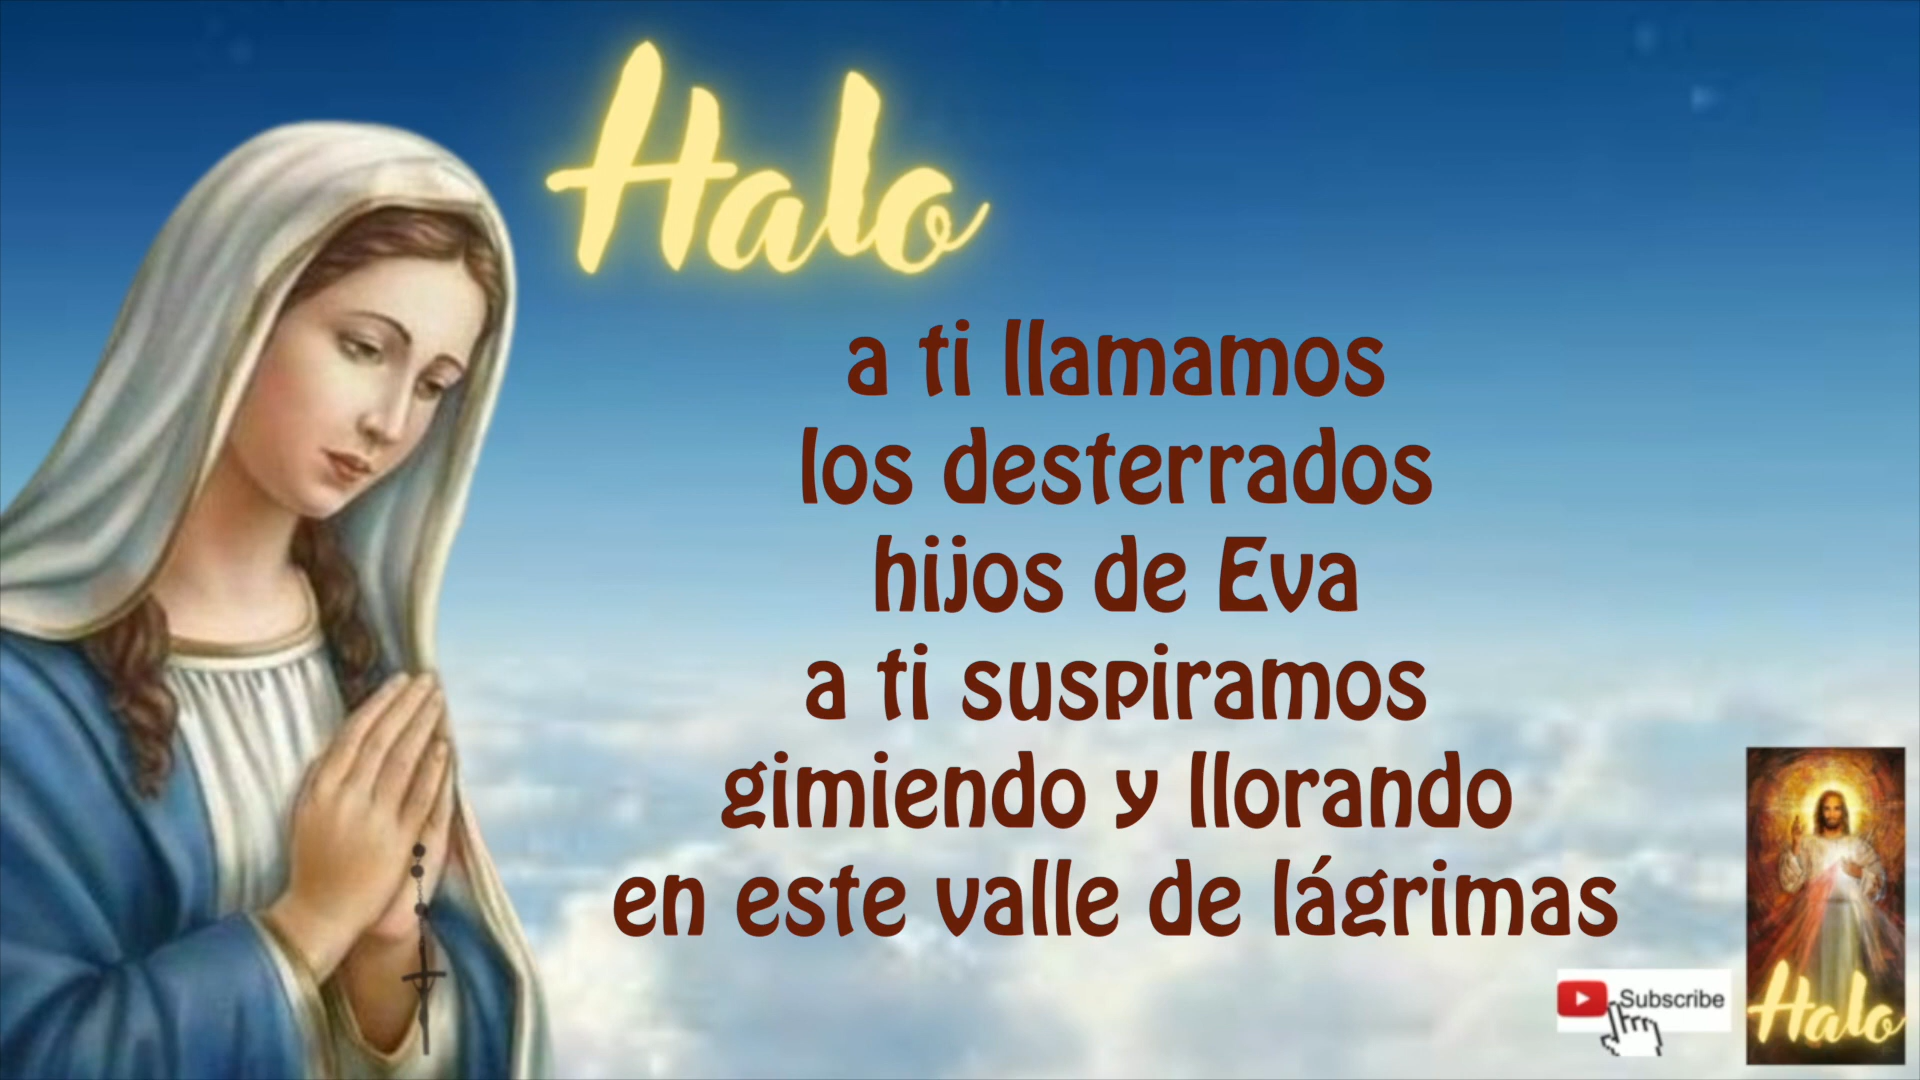 Halo
a ti llamamos
los desterrados
hijos de Eva
a ti suspiramos
gimiendo y llorando
en este valle de lágrimas
Subscribe
Halo